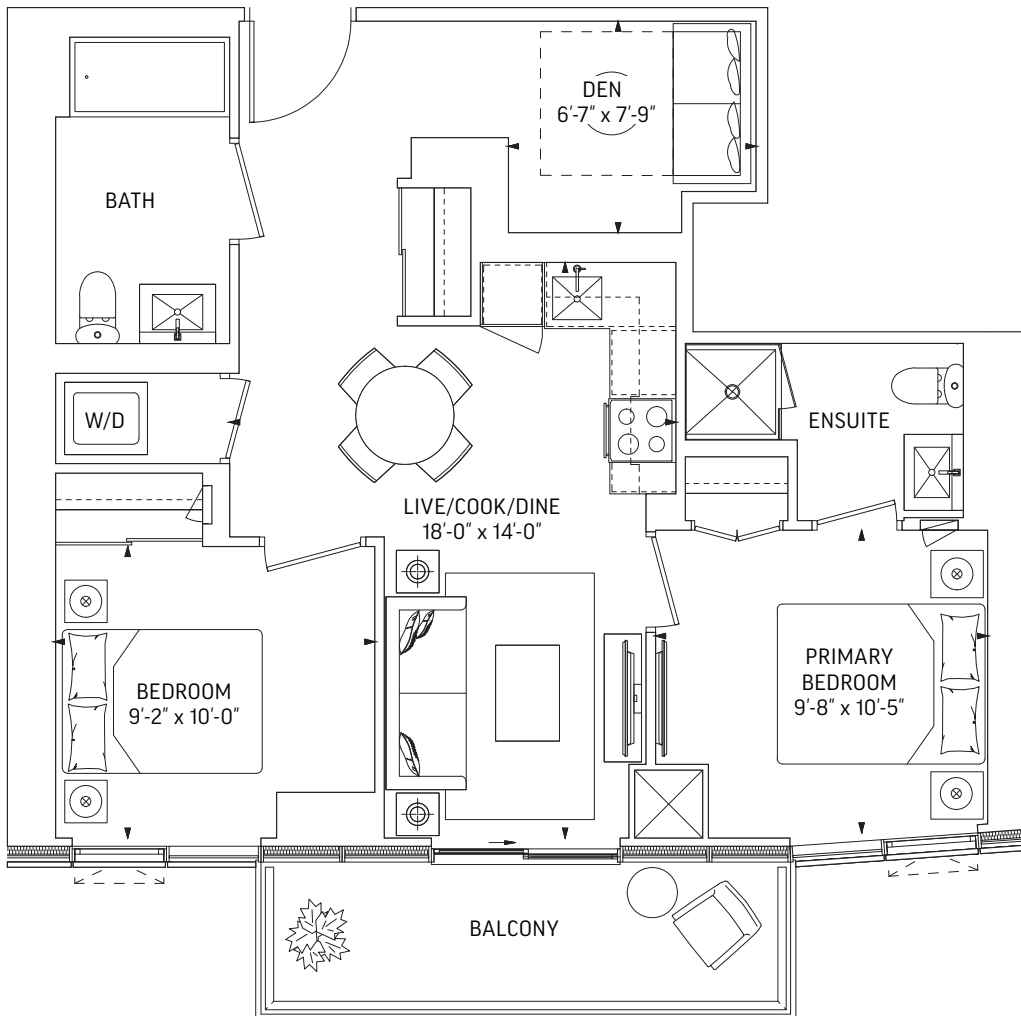 DEN
6'-7" x 7'-9"
BATH
W/D
ENSUITE
LIVE/COOK/DINE
18'-0" x 14'-0"
BEDROOM
9'-2" x 10'-0"
PRIMARY
BEDROOM
9'-8" x 10'-5"
BALCONY